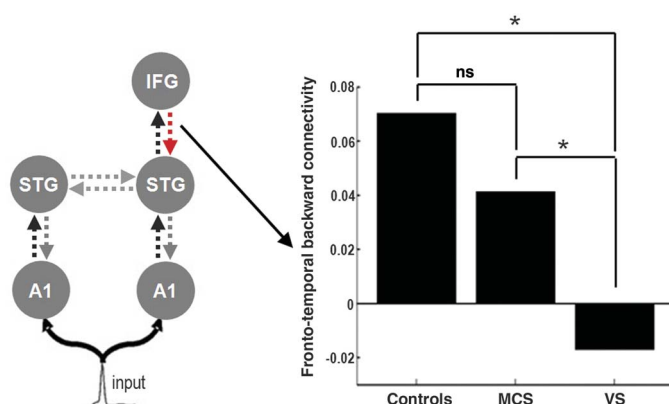 IFG
STG
STG
A1
A1
input
*
ns
*
Fronto-temporal backward connectivity
0.08
0.06
0.04
0.02
0
-0.02
Controls
MCS
VS